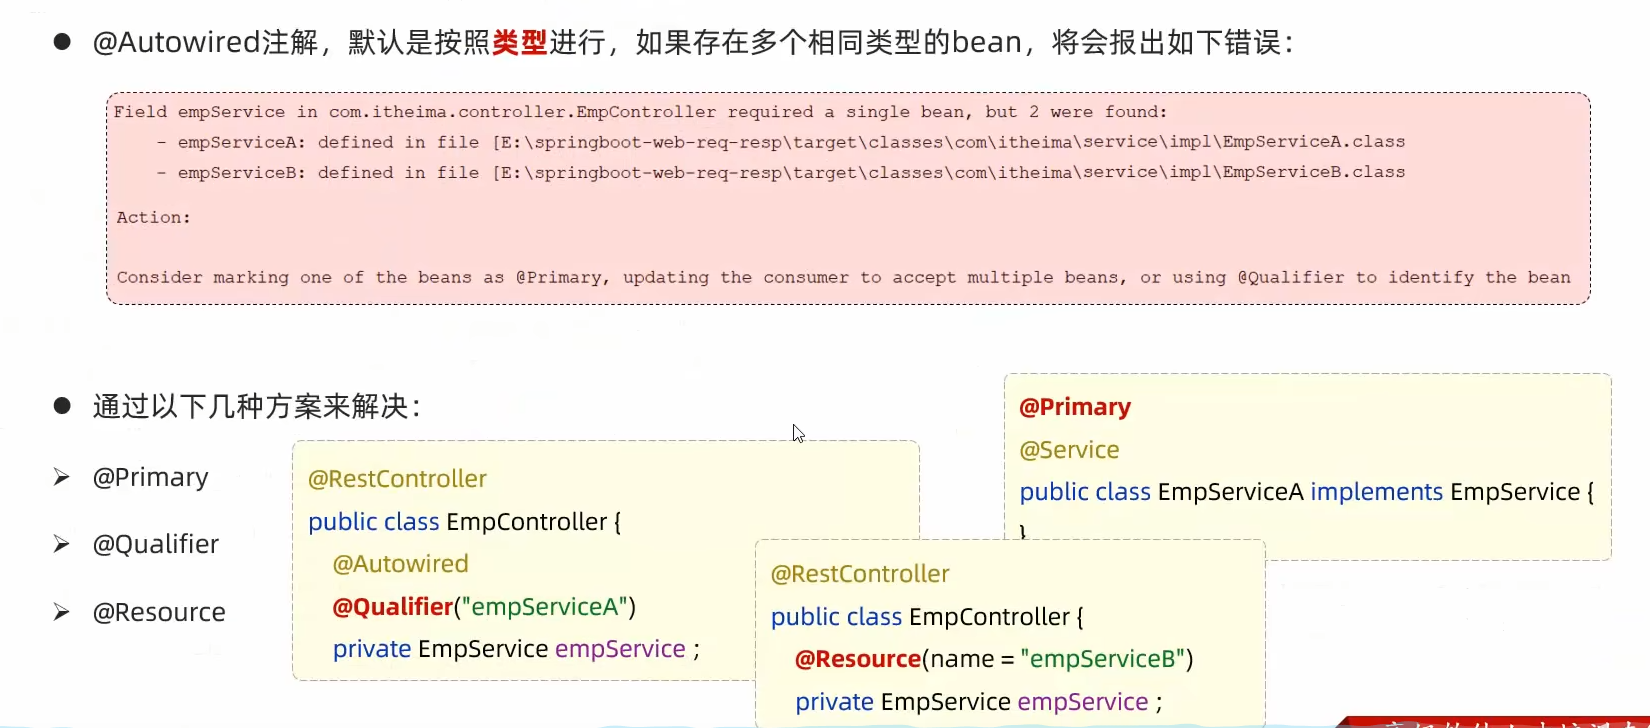 ● @Autowired注解，默认是按照类型进行，如果存在多个相同类型的bean，将会报出如下错误：
Field empService in com.itheima.controller.EmpController required a single bean, but 2 were found:
- empServiceA: defined in file [E:\springboot-web-req-resp\target\classes\com\itheima\service\impl\EmpServiceA.class
- empServiceB: defined in file [E:\springboot-web-req-resp\target\classes\com\itheima\service\impl\EmpServiceB.class
Action:
Consider marking one of the beans as @Primary, updating the consumer to accept multiple beans, or using @Qualifier to identify the bean
● 通过以下几种方案来解决：
➢ @Primary
➢ @Qualifier
➢ @Resource
@RestController
public class EmpController {
@Autowired
@Qualifier("empServiceA")
private EmpService empService ;
@RestController
public class EmpController {
@Resource(name = "empServiceB")
private EmpService empService ;
@Primary
@Service
public class EmpServiceA implements EmpService {
}